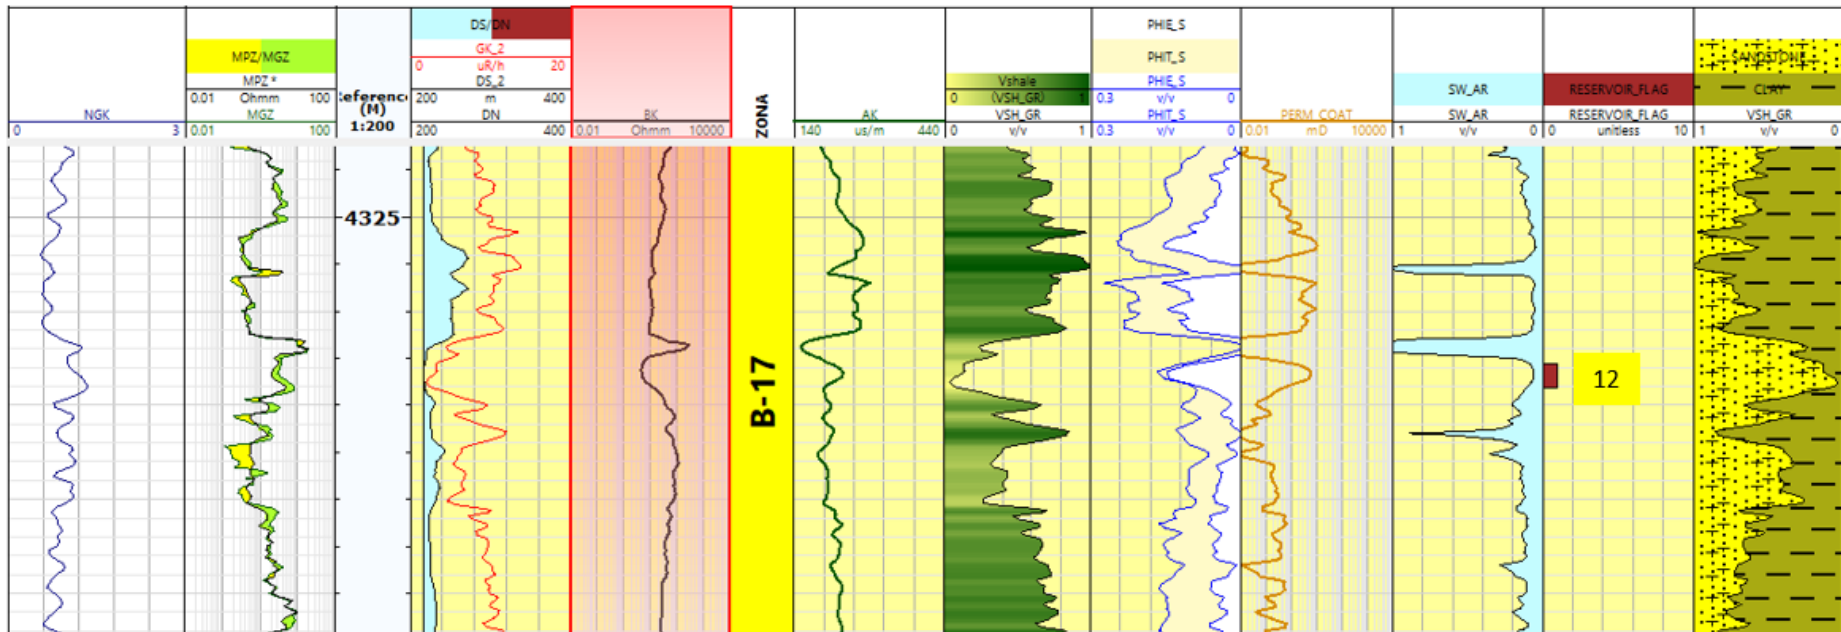 NGK
0 3
MPZ/MGZ
MPZ *
0.01 Ohmm 100
MGZ
0.01 100
(M)
1:200
DS/DN
GK_2
0 uR/h 20
DS_2
200 m 400
DN
200 400
BK
0.01 Ohmm 10000
ZONA
AK
140 us/m 440
Vshale
0 (VSH_GR) 1
VSH_GR
0 v/v 1
PHIE_S
PHIT_S
PHIE_S
0.3 v/v 0
PHIT_S
0.3 v/v 0
PERM_COAT
0.01 mD 10000
SW_AR
SW_AR
1 v/v 0
RESERVOIR_FLAG
RESERVOIR_FLAG
0 unitless 10
SANDSTONE
CLAY
VSH_GR
1 v/v 0
4325
B-17
12